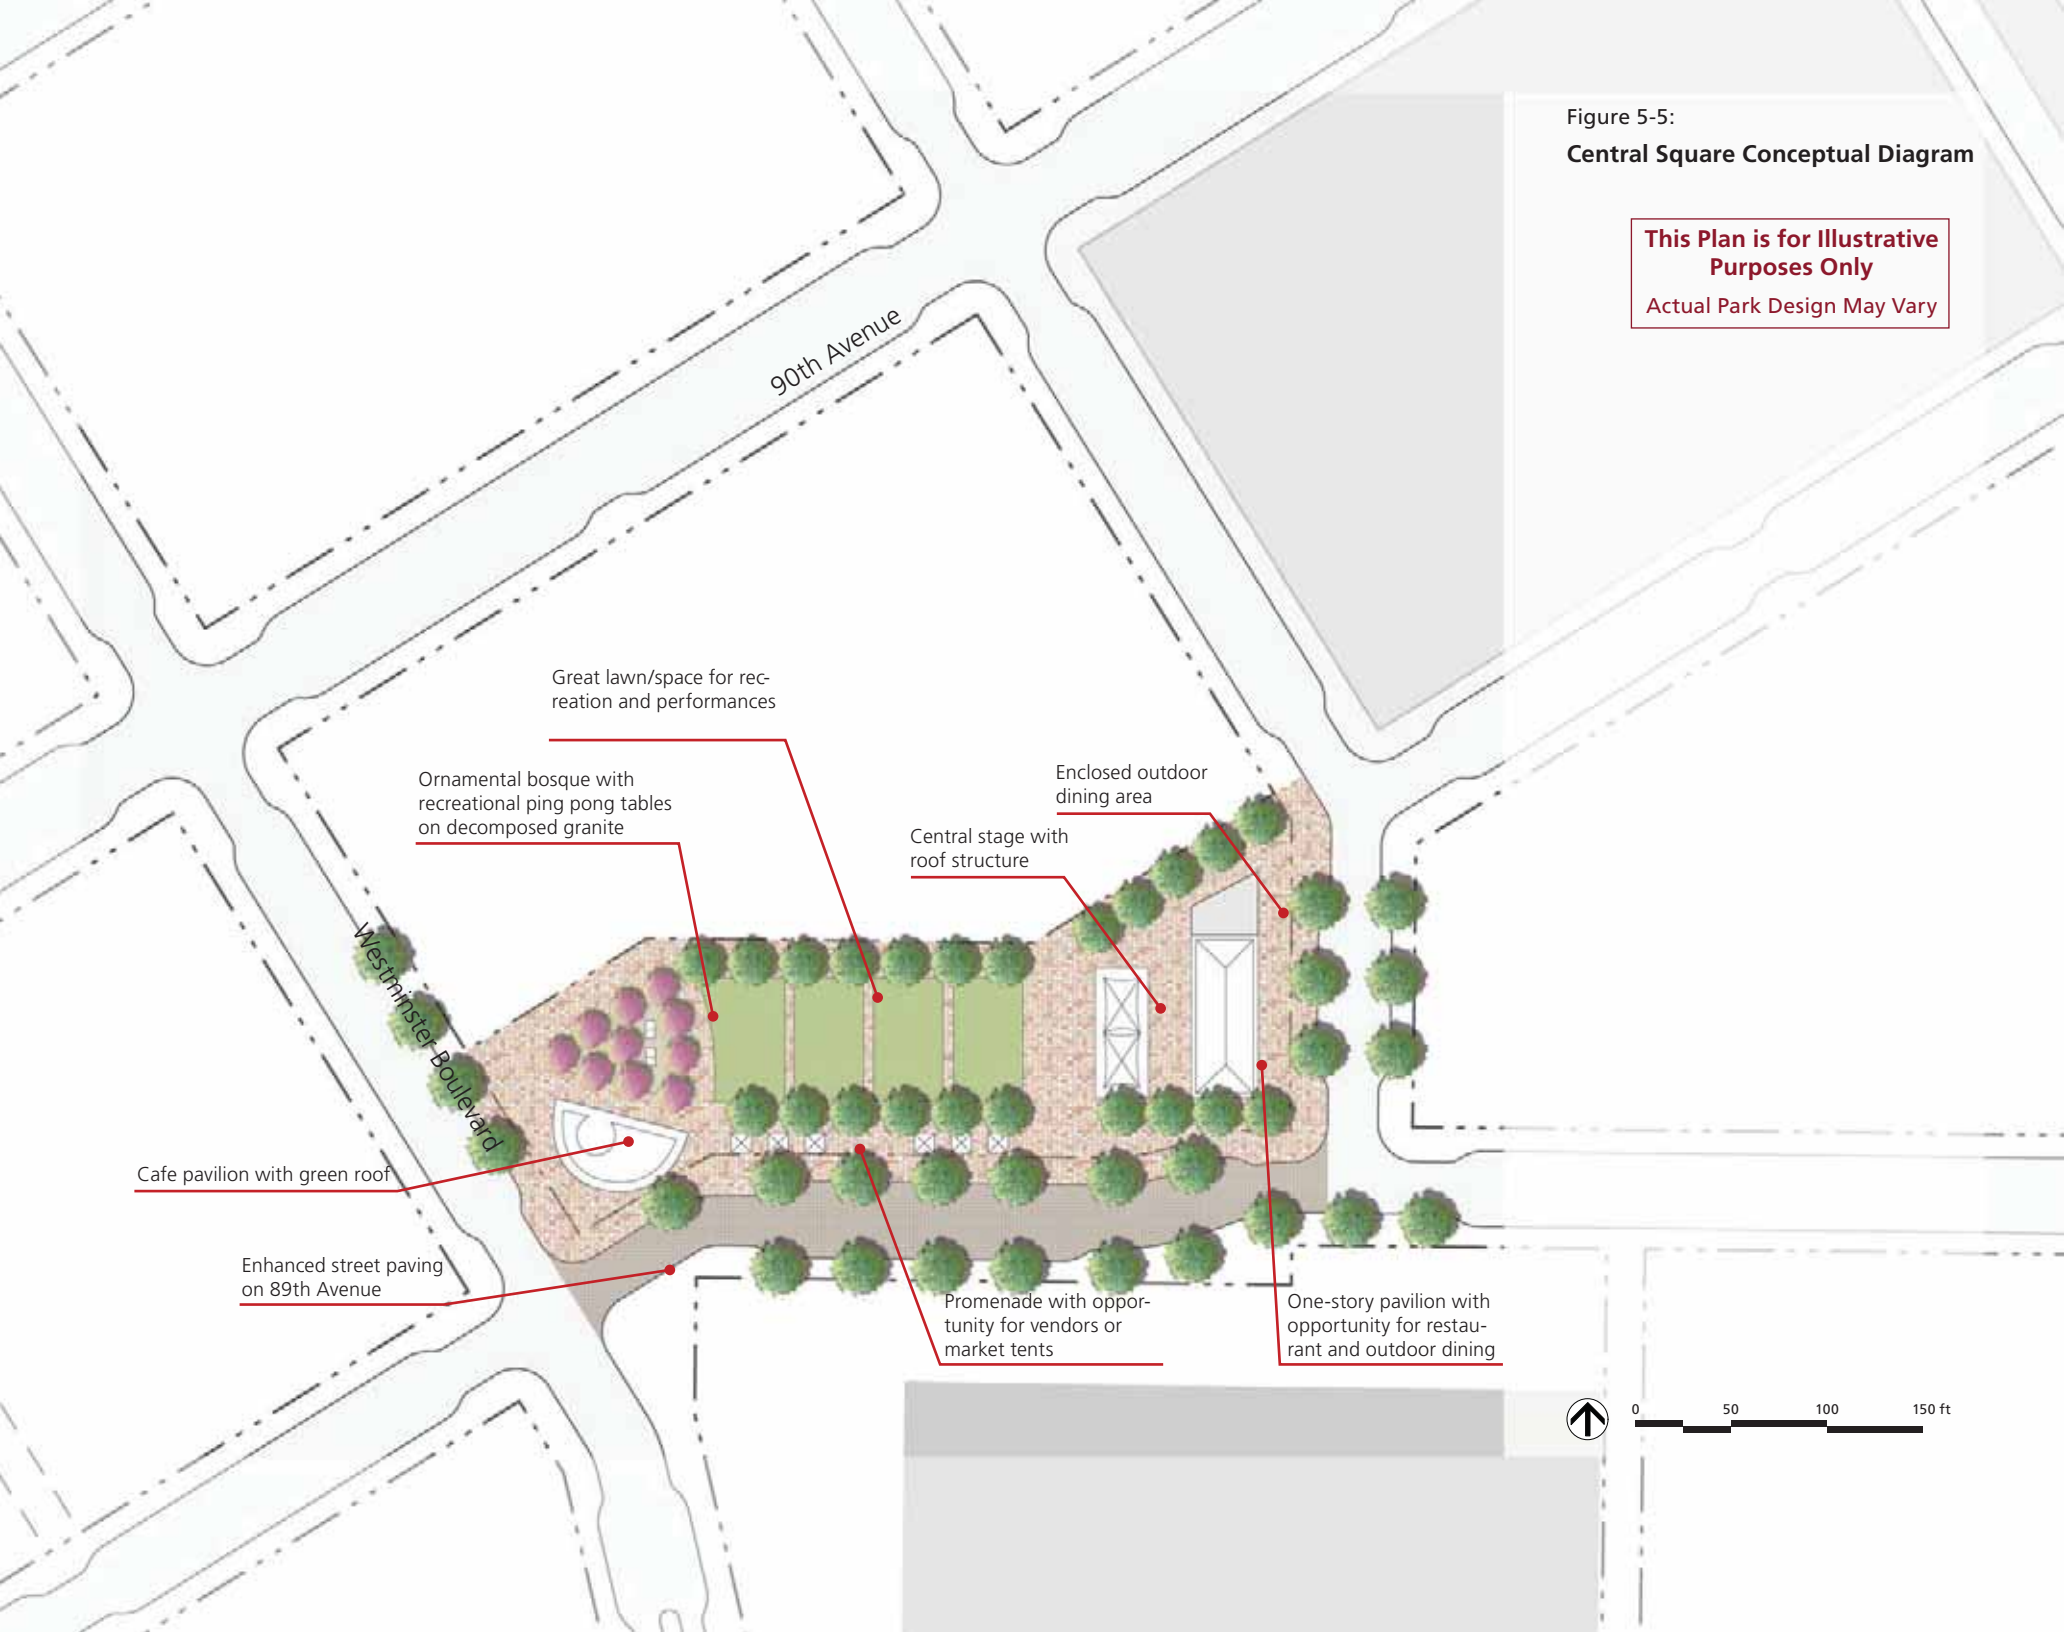 Figure 5-5:
Central Square Conceptual Diagram
This Plan is for Illustrative
Purposes Only
Actual Park Design May Vary
90th Avenue
Great lawn/space for rec-
reation and performances
Ornamental bosque with
recreational ping pong tables
on decomposed granite
Enclosed outdoor
dining area
Central stage with
roof structure
Westminster Boulevard
Cafe pavilion with green roof
Enhanced street paving
on 89th Avenue
Promenade with oppor-
tunity for vendors or
market tents
One-story pavilion with
opportunity for restau-
rant and outdoor dining
0 50 100 150 ft